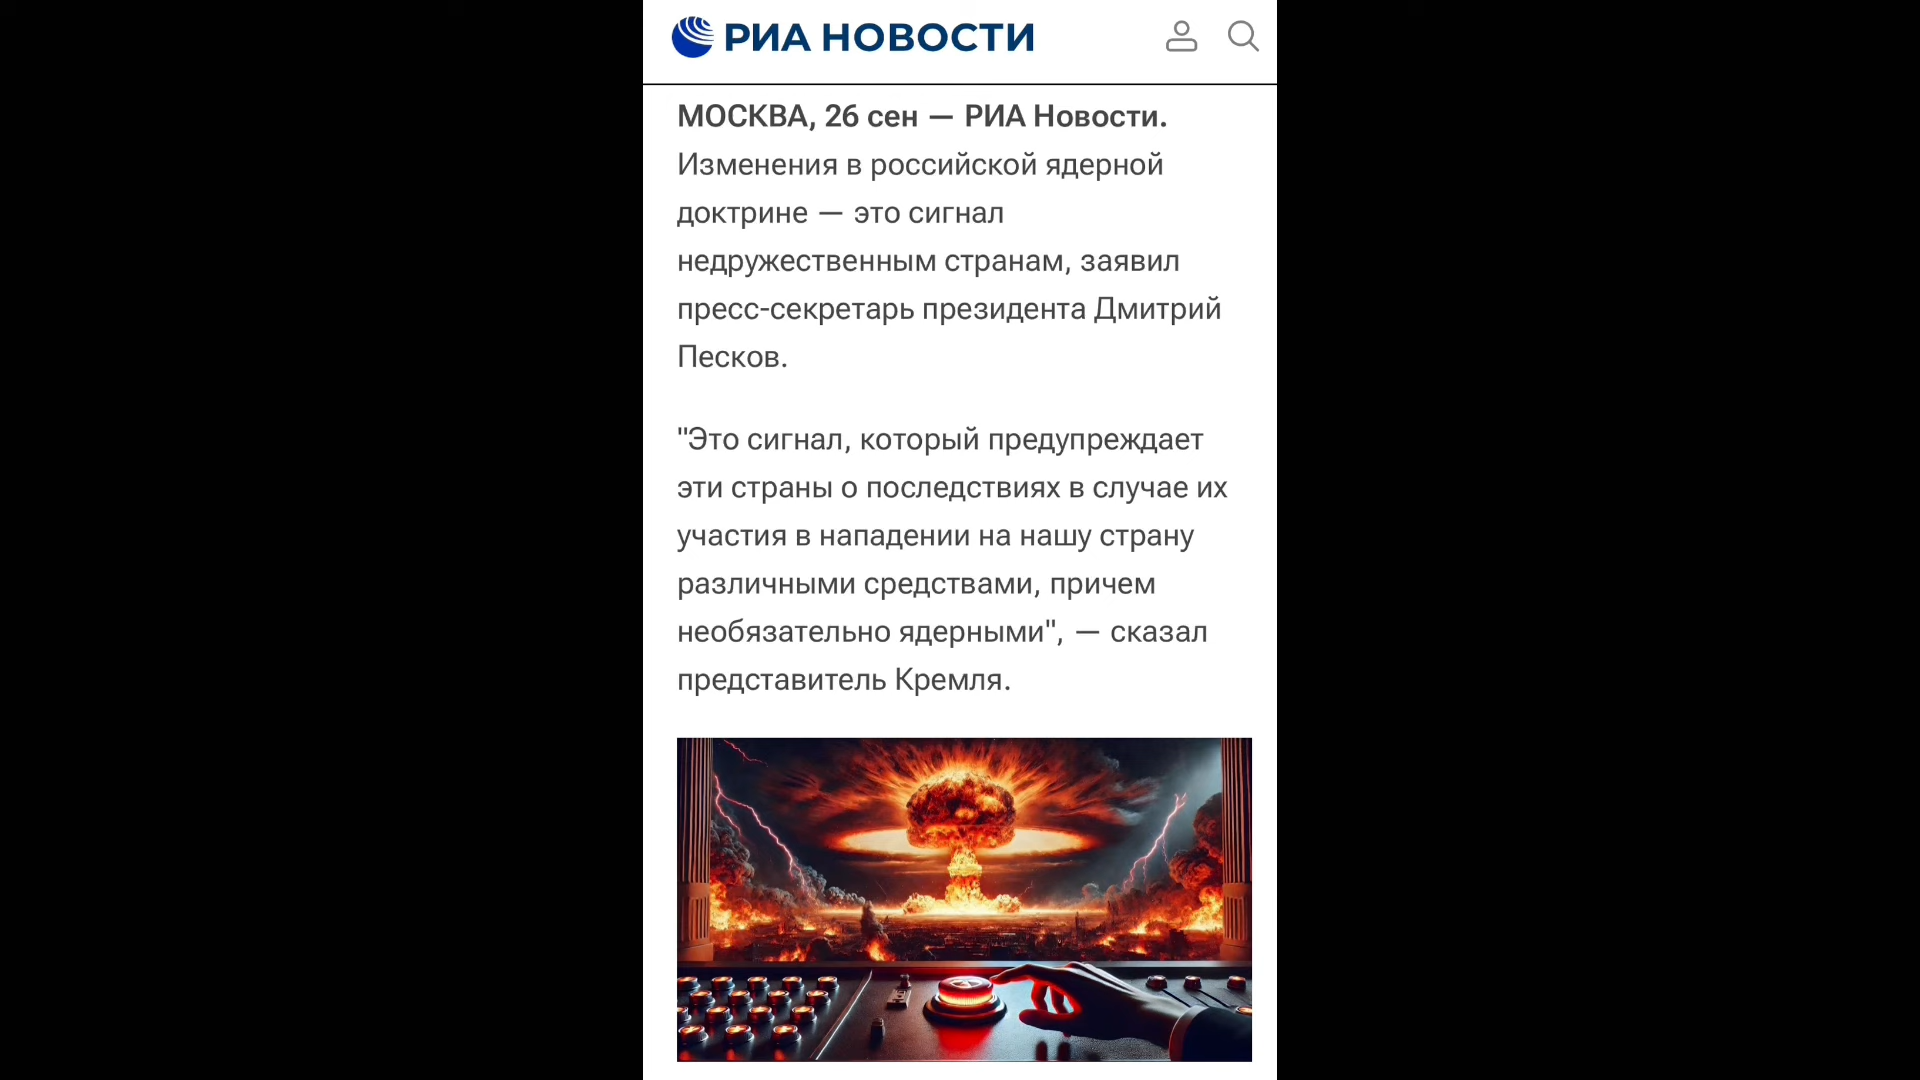 РИА НОВОСТИ
МОСКВА, 26 сен — РИА Новости.
Изменения в российской ядерной
доктрине — это сигнал
недружественным странам, заявил
пресс-секретарь президента Дмитрий
Песков.
"Это сигнал, который предупреждает
эти страны о последствиях в случае их
участия в нападении на нашу страну
различными средствами, причем
необязательно ядерными", — сказал
представитель Кремля.